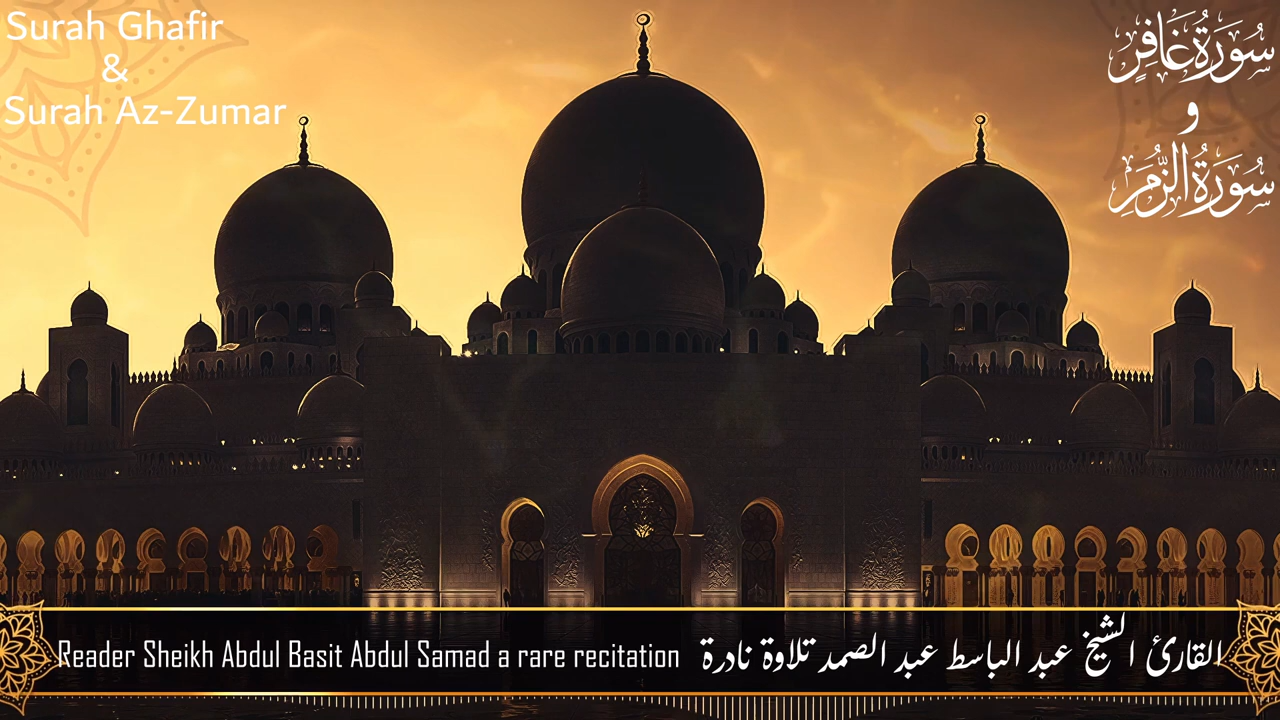 Surah Ghafir
&
Surah Az-Zumar
سُورَةُ غَافِرٍ
و
سُورَةُ الزُّمَرِ
Reader Sheikh Abdul Basit Abdul Samad a rare recitation
القارئ الشيخ عبد الباسط عبد الصمد تلاوة نادرة